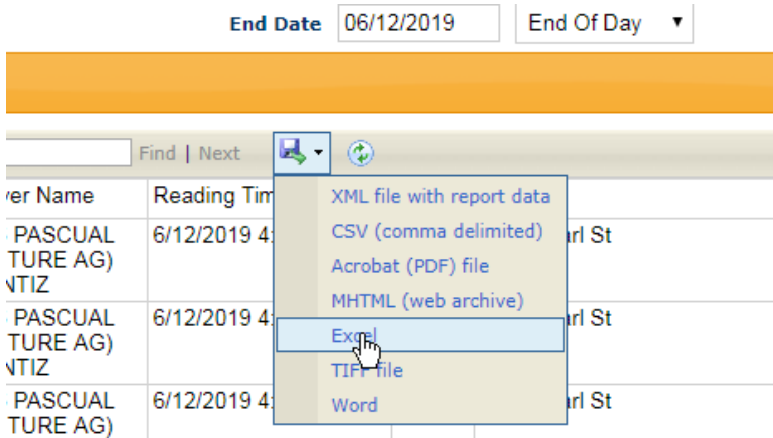 End Date 06/12/2019 End Of Day
Find | Next
ver Name Reading Tim
XML file with report data
CSV (comma delimited)
Acrobat (PDF) file
MHTML (web archive)
Excel
TIFF file
Word
PASCUAL 6/12/2019 4: arl St
TURE AG)
NTIZ
PASCUAL 6/12/2019 4: arl St
TURE AG)
NTIZ
PASCUAL 6/12/2019 4: arl St
TURE AG)